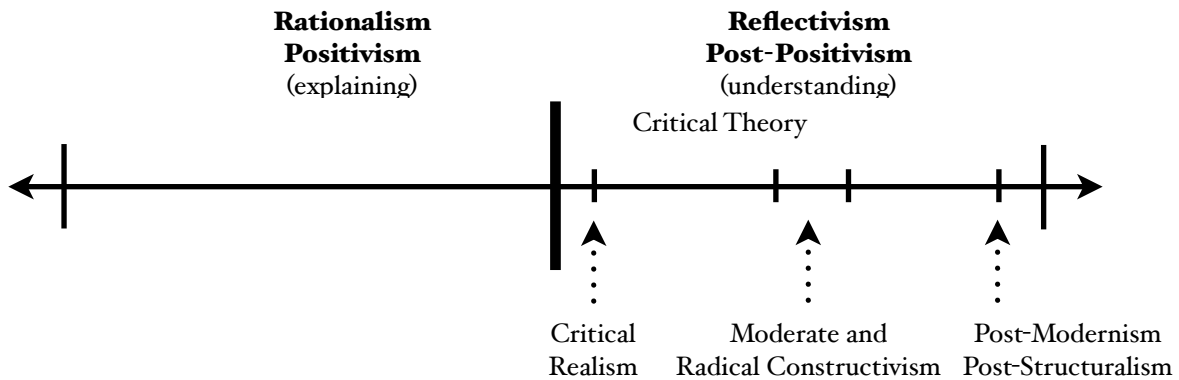 Rationalism
Positivism
(explaining)
Reflectivism
Post-Positivism
(understanding)
Critical Theory
Critical
Realism
Moderate and
Radical Constructivism
Post-Modernism
Post-Structuralism